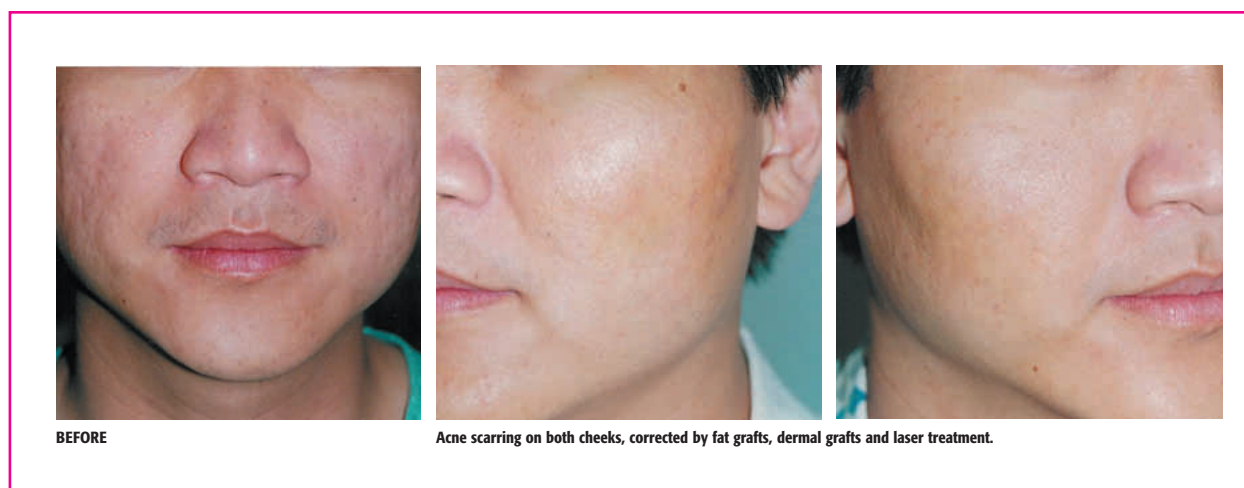 BEFORE
Acne scarring on both cheeks, corrected by fat grafts, dermal grafts and laser treatment.